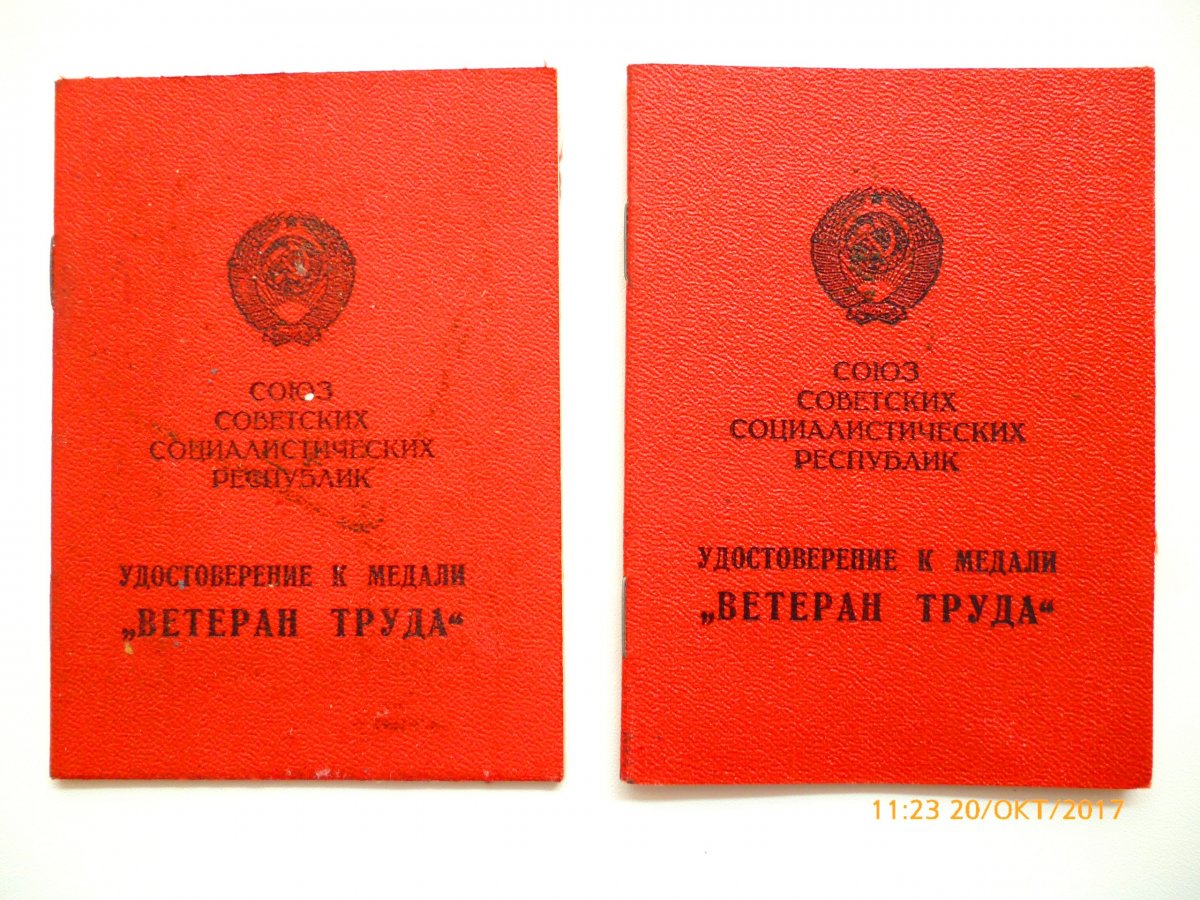 СОЮЗ
СОВЕТСКИХ
СОЦИАЛИСТИЧЕСКИХ
РЕСПУБЛИК
УДОСТОВЕРЕНИЕ К МЕДАЛИ
„ВЕТЕРАН ТРУДА“
СОЮЗ
СОВЕТСКИХ
СОЦИАЛИСТИЧЕСКИХ
РЕСПУБЛИК
УДОСТОВЕРЕНИЕ К МЕДАЛИ
„ВЕТЕРАН ТРУДА“
11:23 20/ОКТ/2017